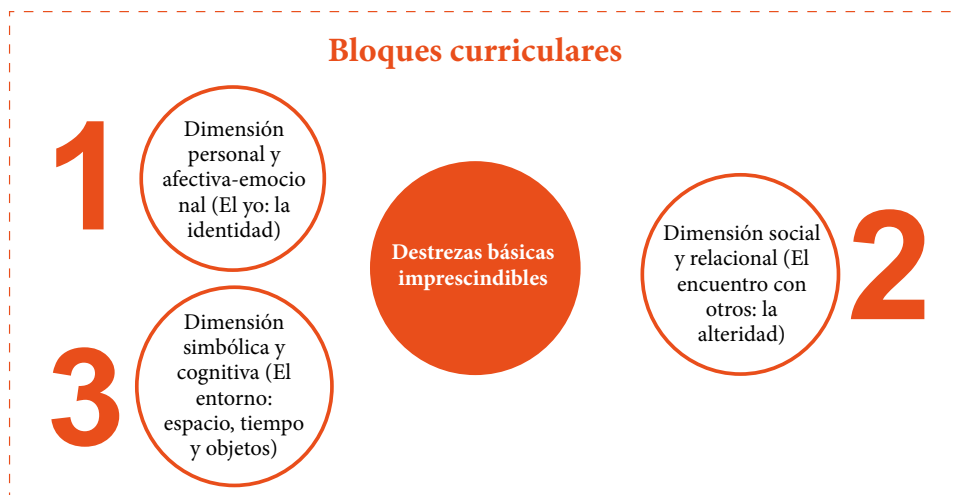 Bloques curriculares
1
Dimensión
personal y
afectiva-emocio
nal (El yo: la
identidad)
Destrezas básicas
imprescindibles
Dimensión social
y relacional (El
encuentro con
otros: la
alteridad)
2
3
Dimensión
simbólica y
cognitiva (El
entorno:
espacio, tiempo
y objetos)